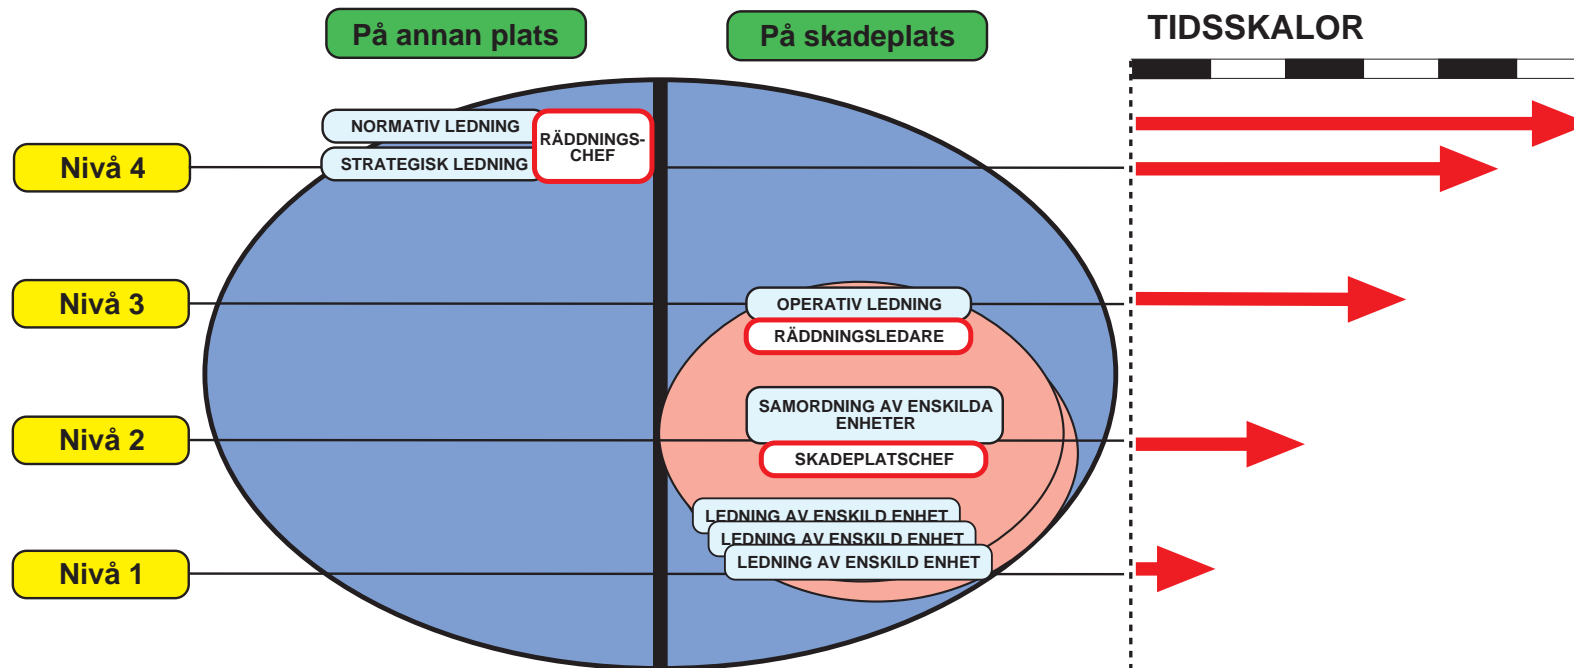 På annan plats
På skadeplats
TIDSSKALOR
NORMATIV LEDNING
RÄDDNINGS-
CHEF
STRATEGISK LEDNING
Nivå 4
Nivå 3
OPERATIV LEDNING
RÄDDNINGSLEDARE
SAMORDNING AV ENSKILDA
ENHETER
Nivå 2
SKADEPLATSCHEF
LEDNING AV ENSKILD ENHET
LEDNING AV ENSKILD ENHET
LEDNING AV ENSKILD ENHET
Nivå 1